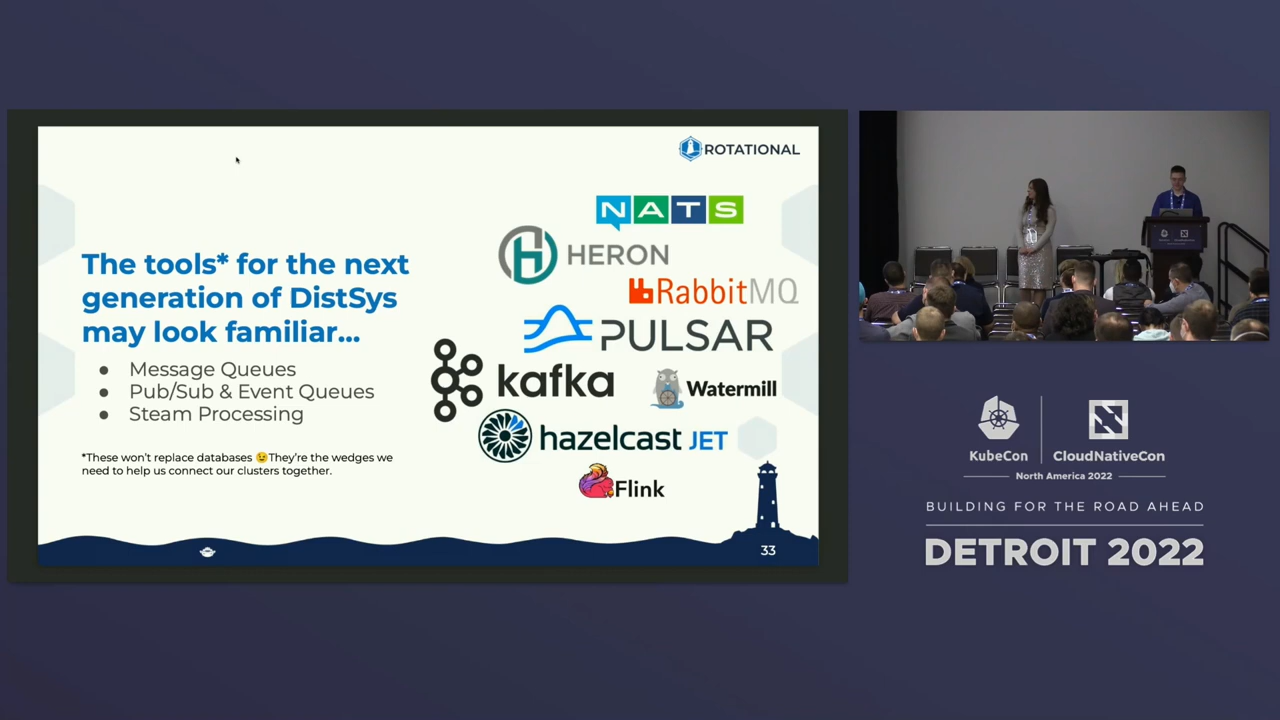 ROTATIONAL
The tools* for the next
generation of DistSys
may look familiar...
● Message Queues
● Pub/Sub & Event Queues
● Steam Processing
*These won't replace databases 😉They're the wedges we
need to help us connect our clusters together.
NATS
HERON
RabbitMQ
PULSAR
kafka
Watermill
hazelcast JET
Flink
33
KubeCon
CloudNativeCon
North America 2022
BUILDING FOR THE ROAD AHEAD
DETROIT 2022